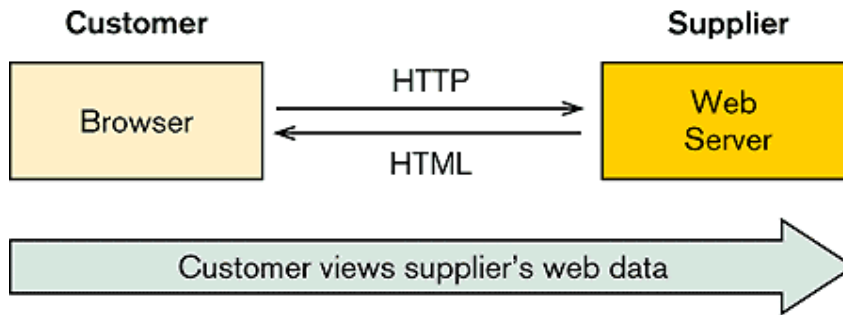 Customer
Supplier
Browser
HTTP
HTML
Web
Server
Customer views supplier's web data